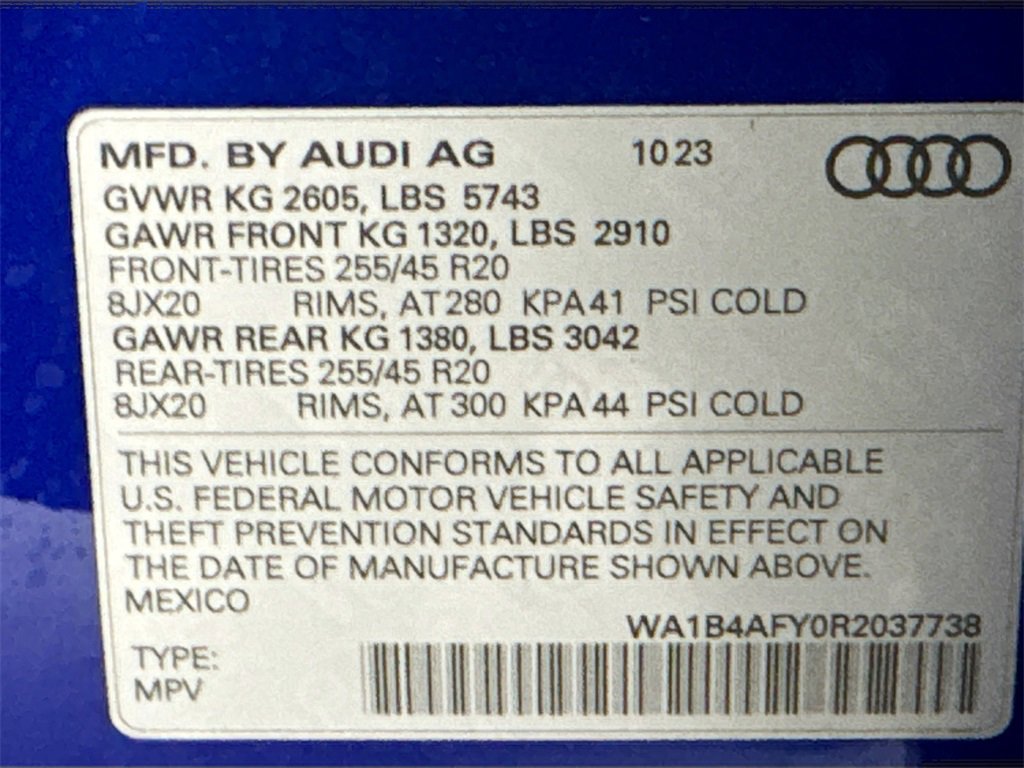 MFD. BY AUDI AG 10 23
GVWR KG 2605, LBS 5743
GAWR FRONT KG 1320, LBS 2910
FRONT-TIRES 255/45 R20
8JX20 RIMS, AT 280 KPA 41 PSI COLD
GAWR REAR KG 1380, LBS 3042
REAR-TIRES 255/45 R20
8JX20 RIMS, AT 300 KPA 44 PSI COLD
THIS VEHICLE CONFORMS TO ALL APPLICABLE
U.S. FEDERAL MOTOR VEHICLE SAFETY AND
THEFT PREVENTION STANDARDS IN EFFECT ON
THE DATE OF MANUFACTURE SHOWN ABOVE.
MEXICO
WA1B4AFY0R2037738
TYPE:
MPV